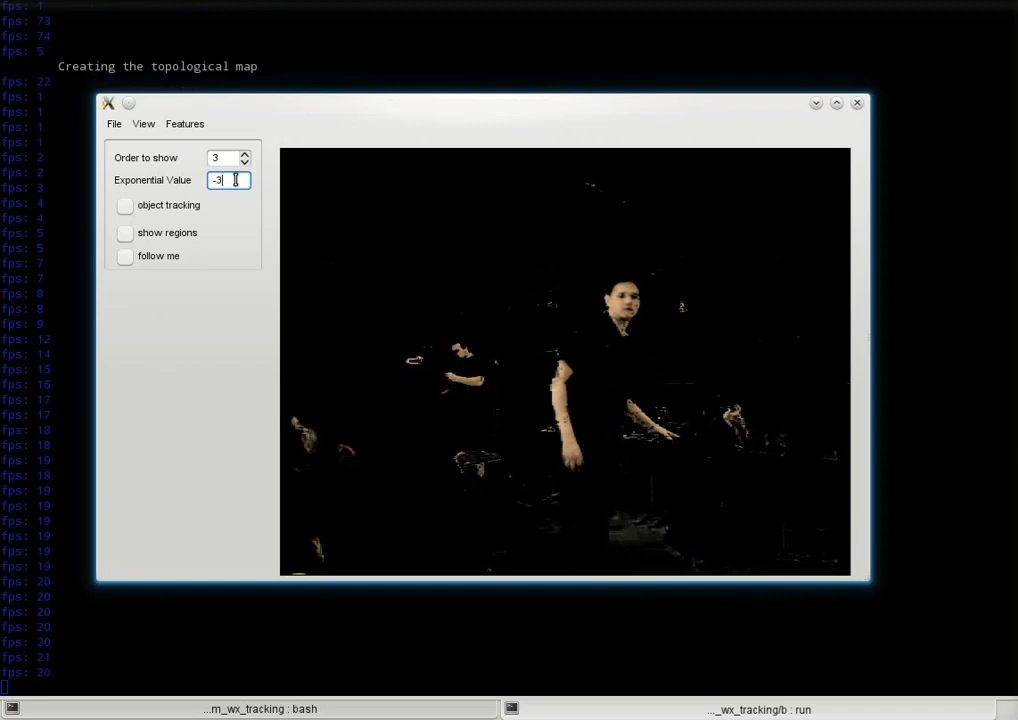 fps: 1
fps: 73
fps: 74
fps: 5
Creating the topological map
fps: 22
fps: 1
fps: 1
fps: 1
fps: 1
fps: 2
fps: 2
fps: 3
fps: 4
fps: 4
fps: 5
fps: 5
fps: 7
fps: 7
fps: 8
fps: 8
fps: 9
fps: 12
fps: 14
fps: 15
fps: 16
fps: 17
fps: 17
fps: 18
fps: 18
fps: 19
fps: 18
fps: 19
fps: 19
fps: 19
fps: 19
fps: 19
fps: 19
fps: 20
fps: 20
fps: 20
fps: 20
fps: 20
fps: 21
fps: 20
File View Features
Order to show 3
Exponential Value -3
object tracking
show regions
follow me
...m_wx_tracking : bash
..._wx_tracking/b : run